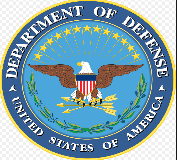 DEPARTMENT OF DEFENSE
UNITED STATES OF AMERICA